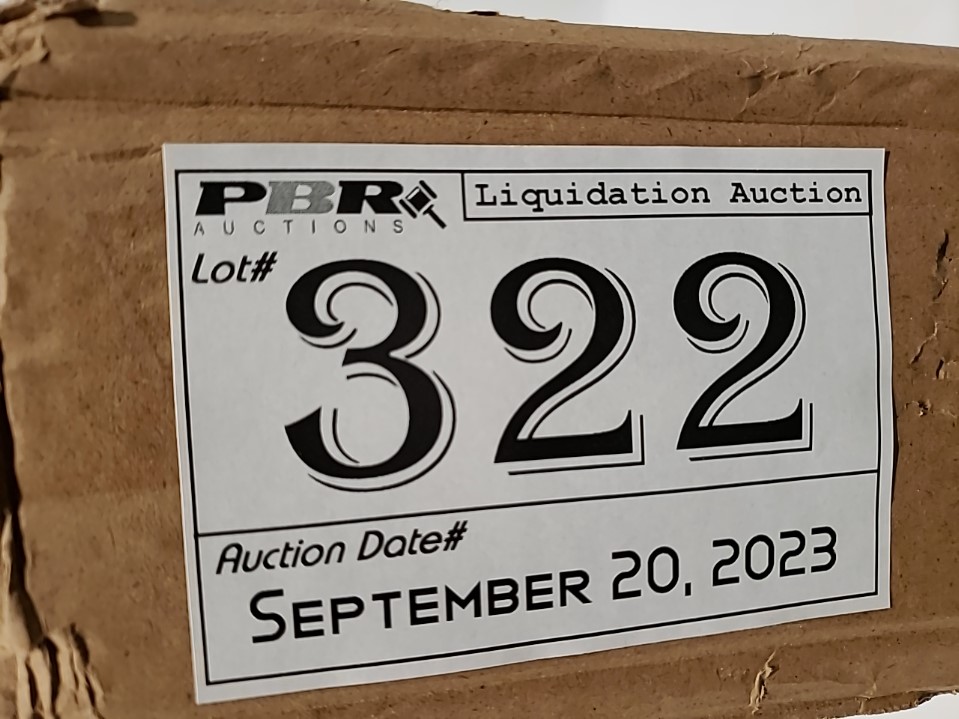 PBR
AUCTIONS
Liquidation Auction
Lot#
322
Auction Date#
SEPTEMBER 20, 2023